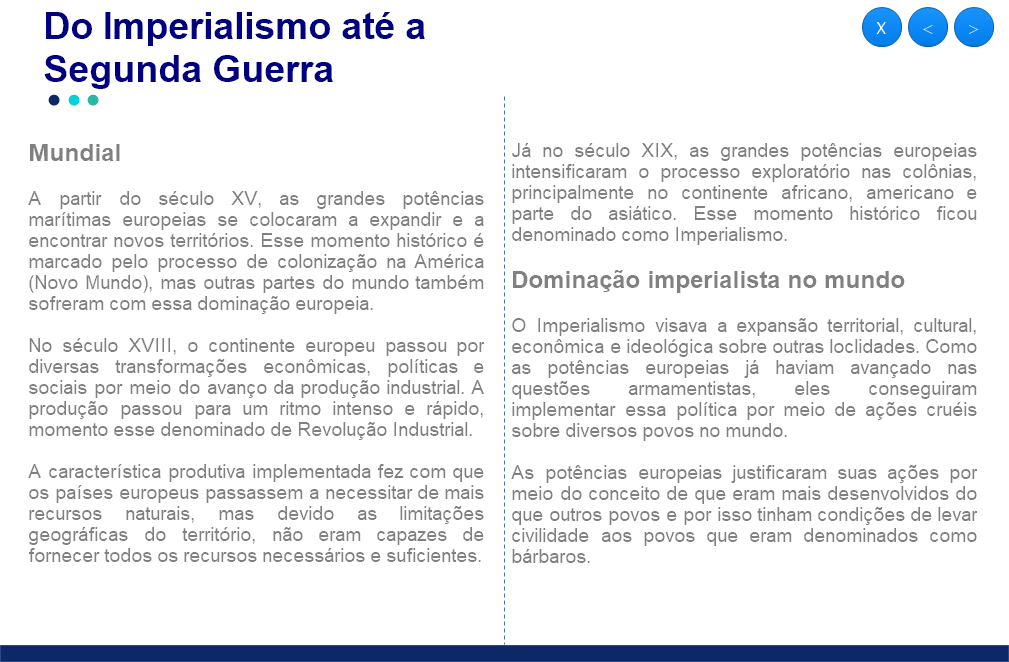 Do Imperialismo até a
Segunda Guerra
X < >
Mundial
A partir do século XV, as grandes potências
marítimas europeias se colocaram a expandir e a
encontrar novos territórios. Esse momento histórico é
marcado pelo processo de colonização na América
(Novo Mundo), mas outras partes do mundo também
sofreram com essa dominação europeia.
No século XVIII, o continente europeu passou por
diversas transformações econômicas, políticas e
sociais por meio do avanço da produção industrial. A
produção passou para um ritmo intenso e rápido,
momento esse denominado de Revolução Industrial.
A característica produtiva implementada fez com que
os países europeus passassem a necessitar de mais
recursos naturais, mas devido as limitações
geográficas do território, não eram capazes de
fornecer todos os recursos necessários e suficientes.
Já no século XIX, as grandes potências europeias
intensificaram o processo exploratório nas colônias,
principalmente no continente africano, americano e
parte do asiático. Esse momento histórico ficou
denominado como Imperialismo.
Dominação imperialista no mundo
O Imperialismo visava a expansão territorial, cultural,
econômica e ideológica sobre outras loclidades. Como
as potências europeias já haviam avançado nas
questões armamentistas, eles conseguiram
implementar essa política por meio de ações cruéis
sobre diversos povos no mundo.
As potências europeias justificaram suas ações por
meio do conceito de que eram mais desenvolvidos do
que outros povos e por isso tinham condições de levar
civilidade aos povos que eram denominados como
bárbaros.